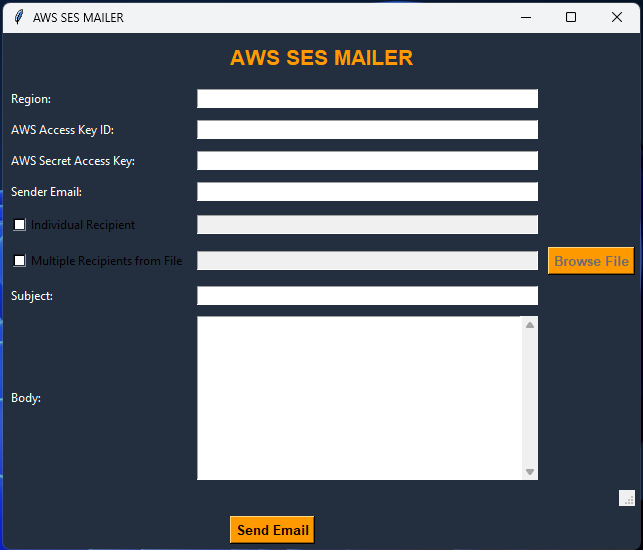 AWS SES MAILER
AWS SES MAILER
Region:
AWS Access Key ID:
AWS Secret Access Key:
Sender Email:
Individual Recipient
Multiple Recipients from File
Browse File
Subject:
Body:
Send Email